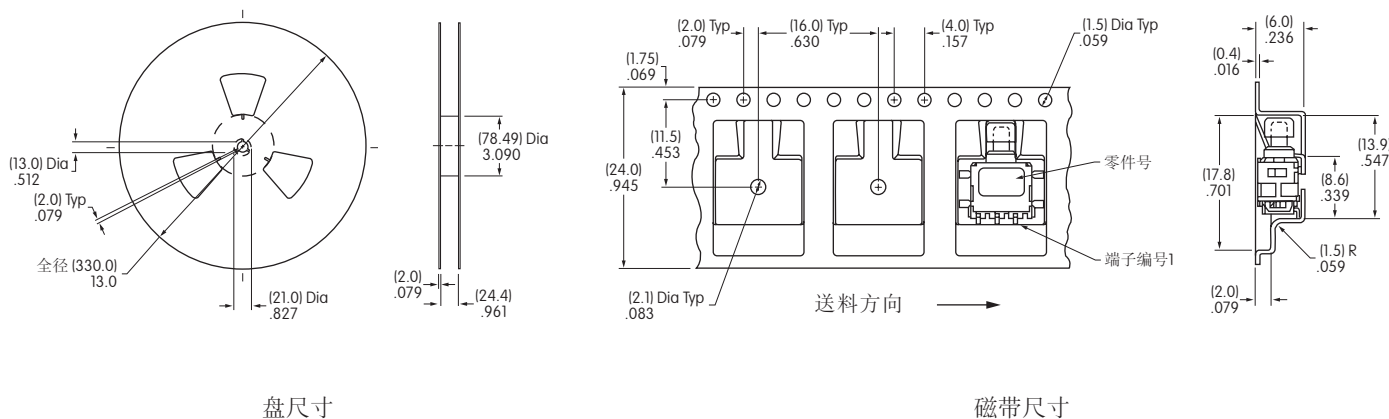 (13.0) Dia
.512
(2.0) Typ
.079
全径 (330.0)
13.0
(21.0) Dia
.827
(78.49) Dia
3.090
(2.0)
.079
(24.4)
.961
盘尺寸
(2.0) Typ
.079
(16.0) Typ
.630
(4.0) Typ
.157
(1.5) Dia Typ
.059
(1.75)
.069
(11.5)
.453
(24.0)
.945
零件号
端子编号1
(2.1) Dia Typ
.083
送料方向
(6.0)
.236
(0.4)
.016
(13.9)
.547
(17.8)
.701
(8.6)
.339
(1.5) R
.059
(2.0)
.079
磁带尺寸